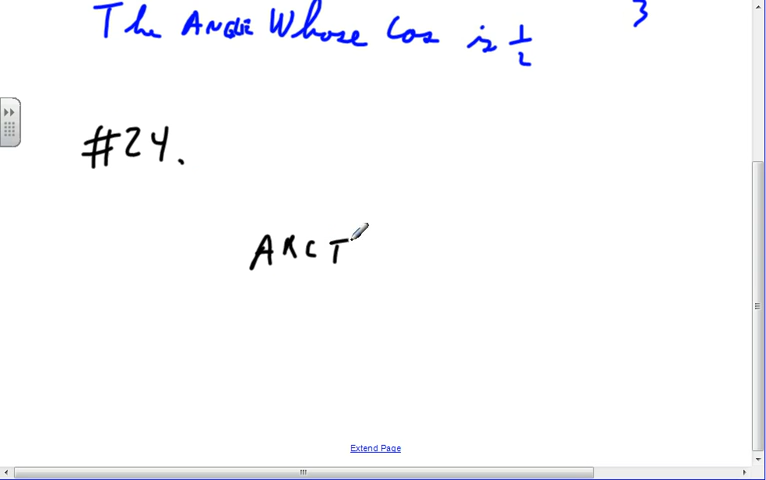 The Angle Whose Cos is 1/2
3
#24.
ARCT
Extend Page